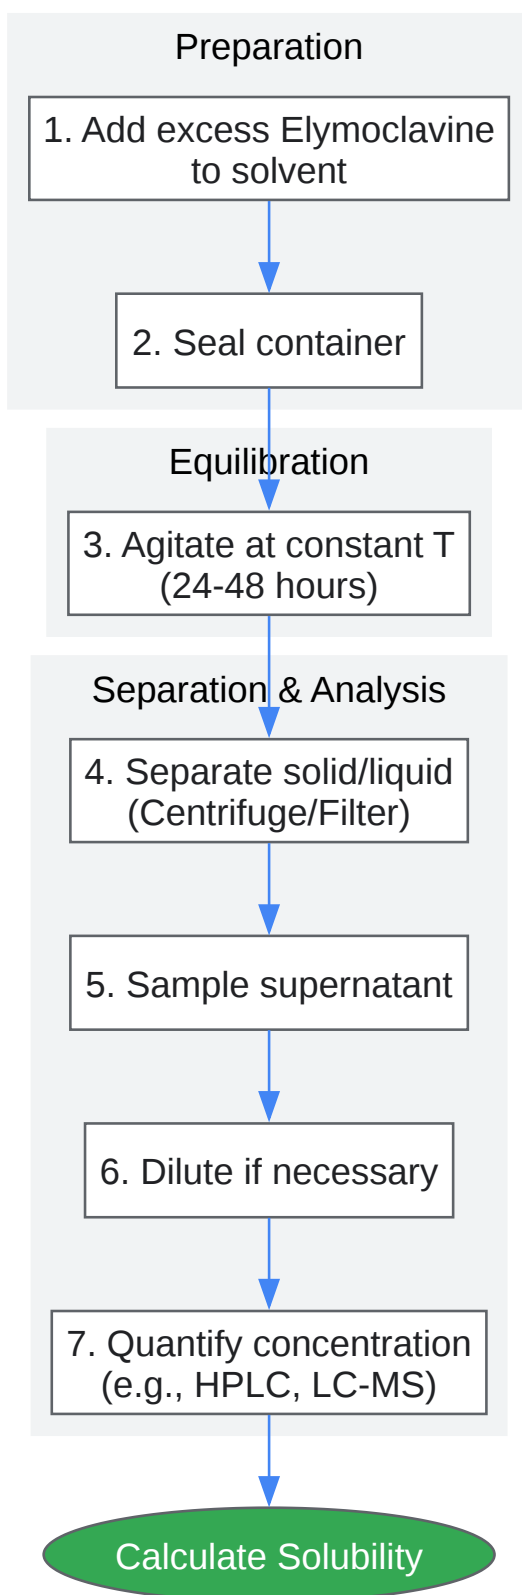 Preparation
1. Add excess Elymoclavine
to solvent
2. Seal container
Equilibration
3. Agitate at constant T
(24-48 hours)
Separation & Analysis
4. Separate solid/liquid
(Centrifuge/Filter)
5. Sample supernatant
6. Dilute if necessary
7. Quantify concentration
(e.g., HPLC, LC-MS)
Calculate Solubility